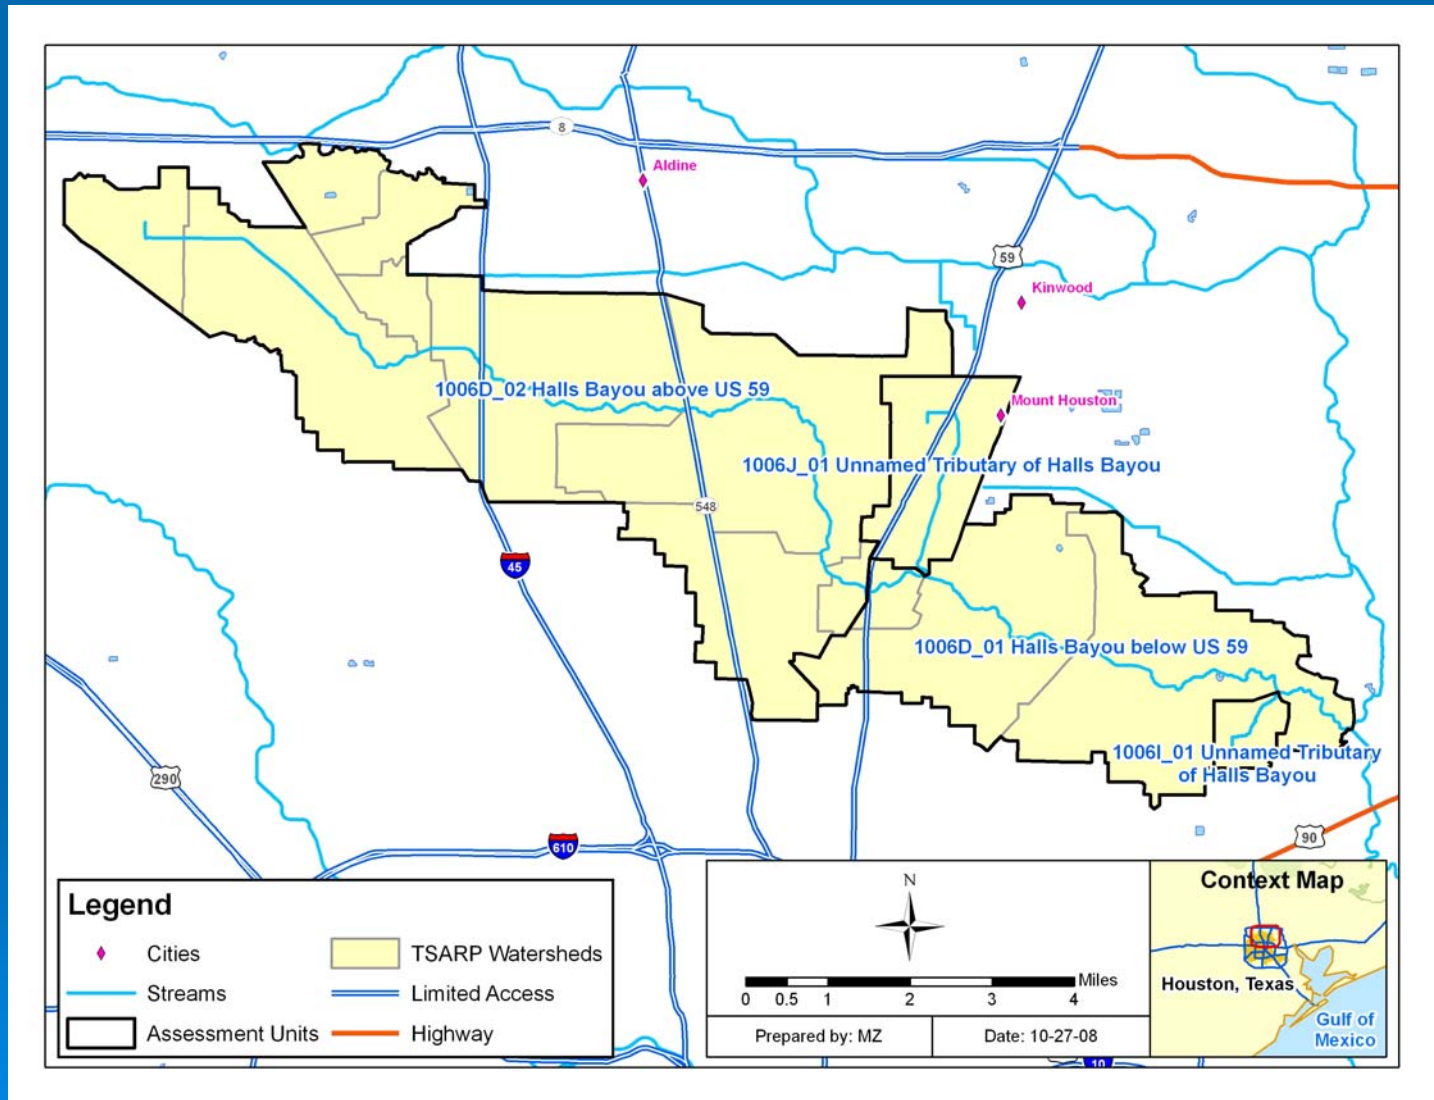 8
Aldine
59
Kinwood
1006D_02 Halls Bayou above US 59
Mount Houston
1006J_01 Unnamed Tributary of Halls Bayou
548
45
1006D_01 Halls Bayou below US 59
1006I_01 Unnamed Tributary
of Halls Bayou
290
90
610
Legend
Cities
TSARP Watersheds
Streams
Limited Access
Assessment Units
Highway
N
Miles
0 0.5 1 2 3 4
Prepared by: MZ
Date: 10-27-08
Context Map
Houston, Texas
Gulf of
Mexico
10